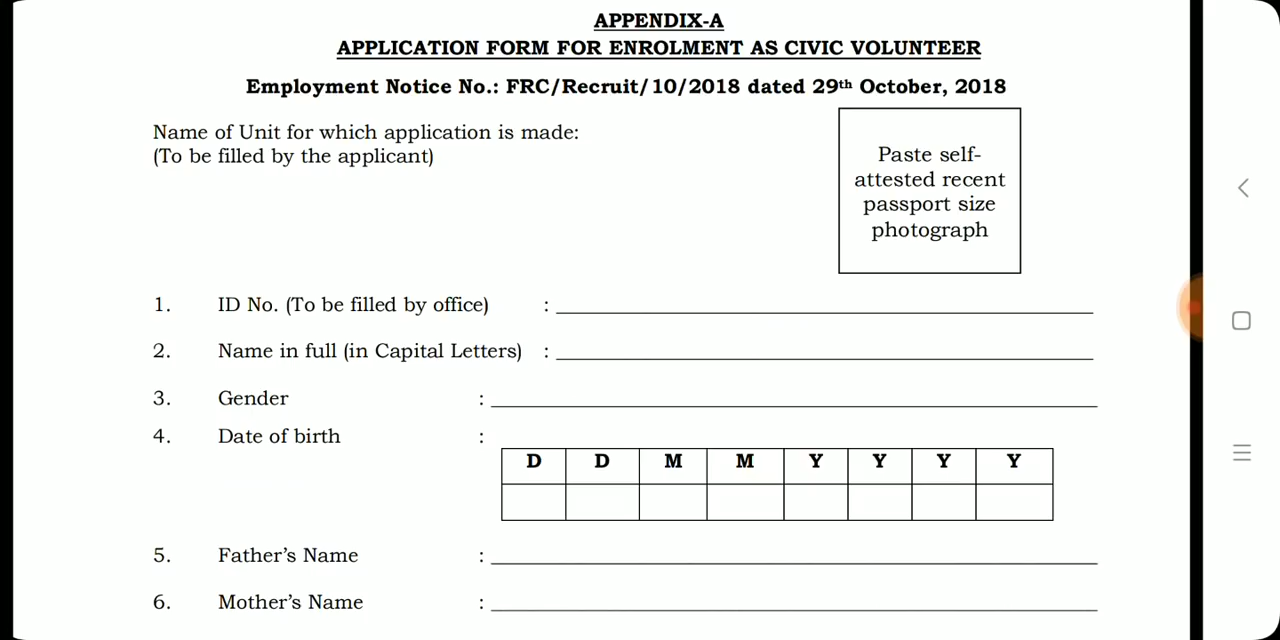 APPENDIX-A
APPLICATION FORM FOR ENROLMENT AS CIVIC VOLUNTEER
Employment Notice No.: FRC/Recruit/10/2018 dated 29th October, 2018
Name of Unit for which application is made:
(To be filled by the applicant)
Paste self-
attested recent
passport size
photograph
1. ID No. (To be filled by office) : 
2. Name in full (in Capital Letters) : 
3. Gender : 
4. Date of birth : 
D D M M Y Y Y Y
5. Father’s Name : 
6. Mother’s Name :